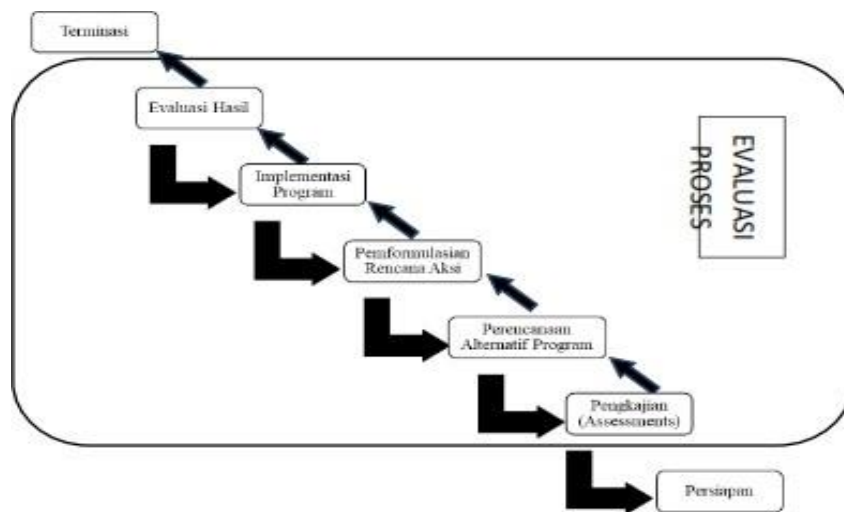 Terminasi
Evaluasi Hasil
Implementasi
Program
Pemformulasian
Rencana Aksi
Perencanaan
Alternatif Program
Pengkajian
(Assessments)
Persiapan
EVALUASI
PROSES